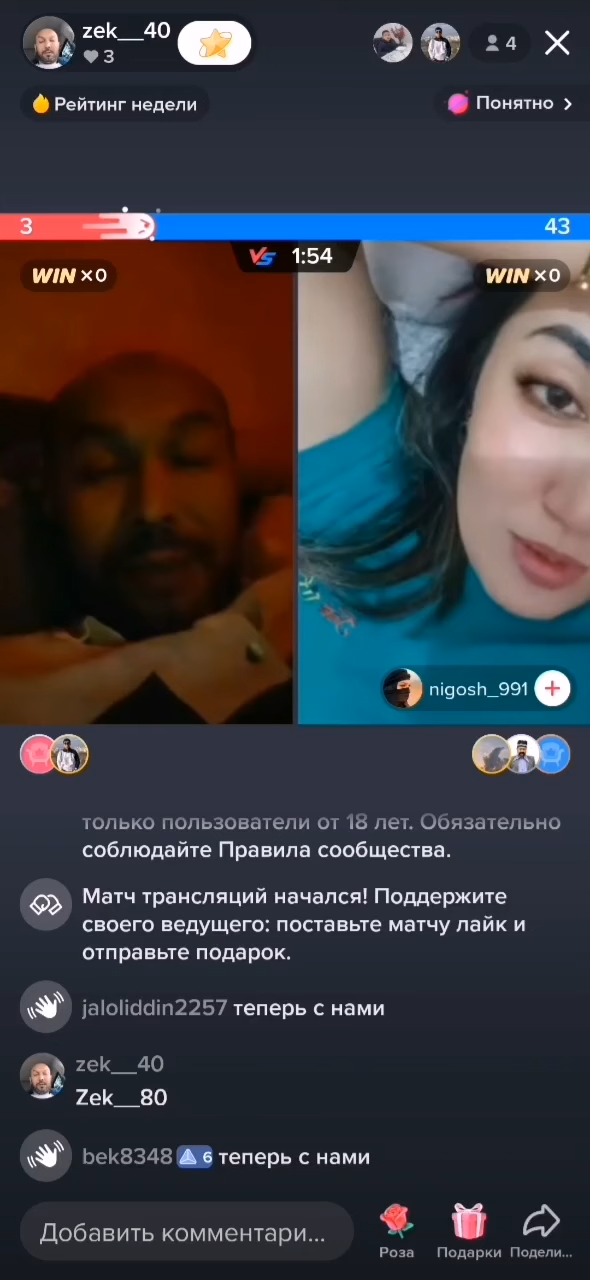 zek__40
3
4
Рейтинг недели
Понятно
3
43
VS 1:54
WIN ×0
WIN ×0
nigosh_991
только пользователи от 18 лет. Обязательно
соблюдайте Правила сообщества.
Матч трансляций начался! Поддержите
своего ведущего: поставьте матчу лайк и
отправьте подарок.
jaloliddin2257 теперь с нами
zek__40
Zek__80
bek8348 6 теперь с нами
Добавить комментари...
Роза
Подарки
Подели...